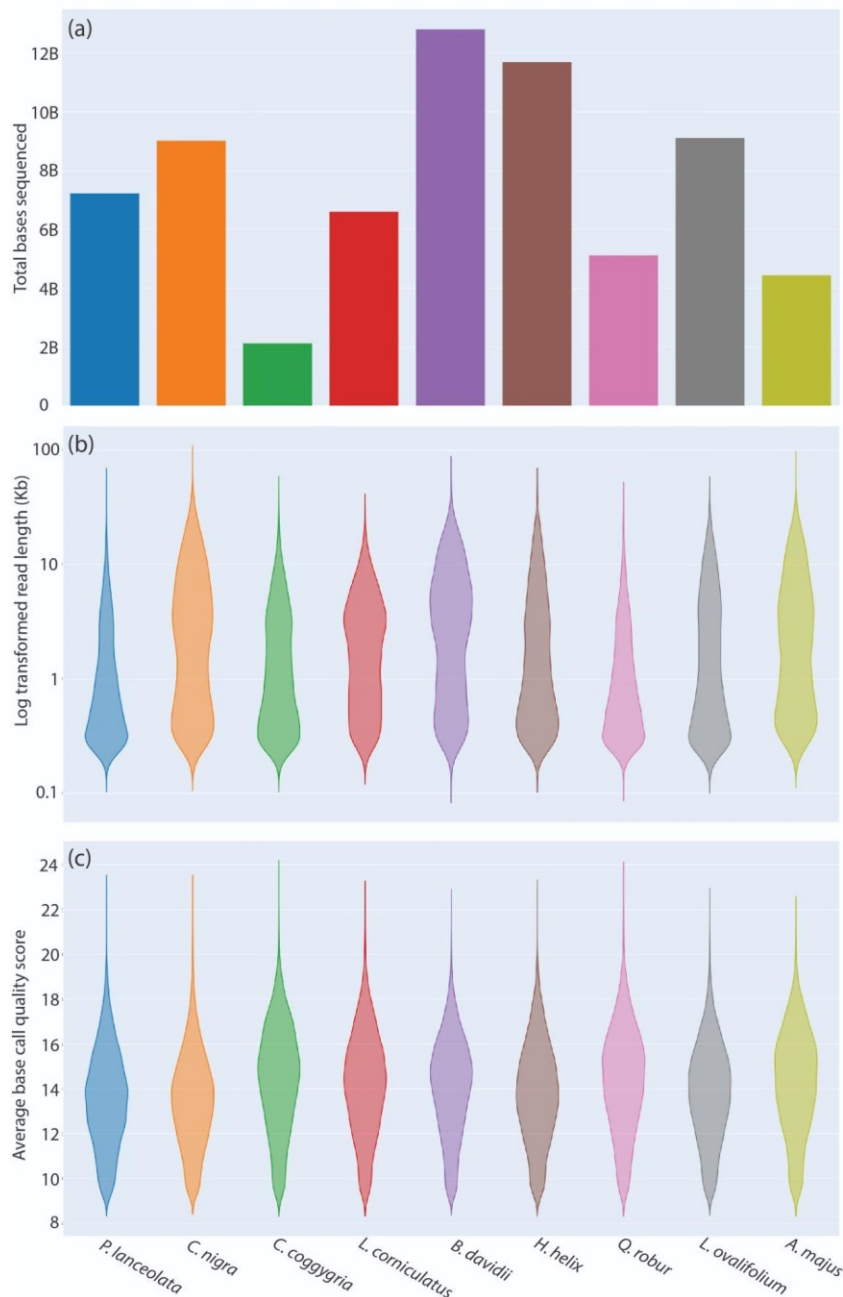 (a)
Total bases sequenced
12B
10B
8B
6B
4B
2B
0
(b)
Log transformed read length (Kb)
100
10
1
0.1
(c)
Average base call quality score
24
22
20
18
16
14
12
10
8
P. lanceolata
C. nigra
C. coggygria
L. corniculatus
B. davidii
H. helix
Q. robur
L. ovalifolium
A. majus